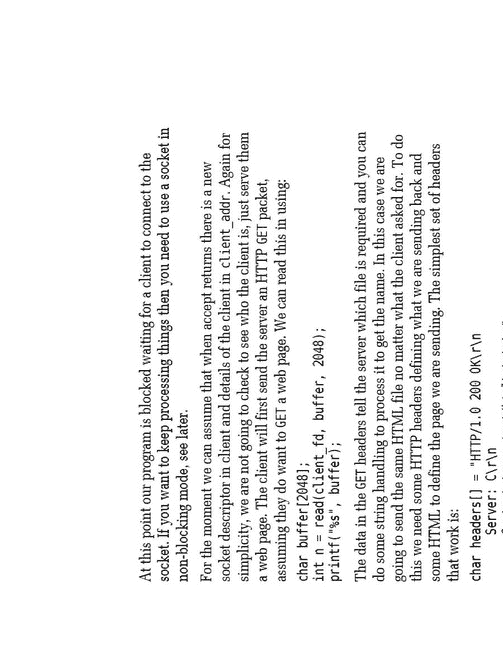 At this point our program is blocked waiting for a client to connect to the
socket. If you want to keep processing things then you need to use a socket in
non-blocking mode, see later.
For the moment we can assume that when accept returns there is a new
socket descriptor in client and details of the client in client_addr. Again for
simplicity, we are not going to check to see who the client is, just serve them
a web page. The client will first send the server an HTTP GET packet,
assuming they do want to GET a web page. We can read this in using:
char buffer[2048];
int n = read(client_fd, buffer, 2048);
printf("%s", buffer);
The data in the GET headers tell the server which file is required and you can
do some string handling to process it to get the name. In this case we are
going to send the same HTML file no matter what the client asked for. To do
this we need some HTTP headers defining what we are sending back and
some HTML to define the page we are sending. The simplest set of headers
that work is:
char headers[] = "HTTP/1.0 200 OK\r\n
Server: C\r\n